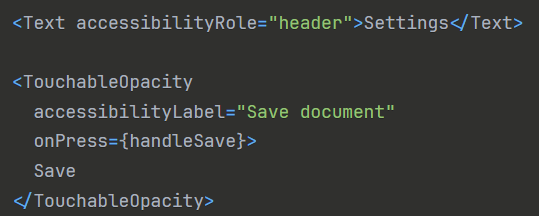 <Text accessibilityRole="header">Settings</Text>
<TouchableOpacity
accessibilityLabel="Save document"
onPress={handleSave}>
Save
</TouchableOpacity>